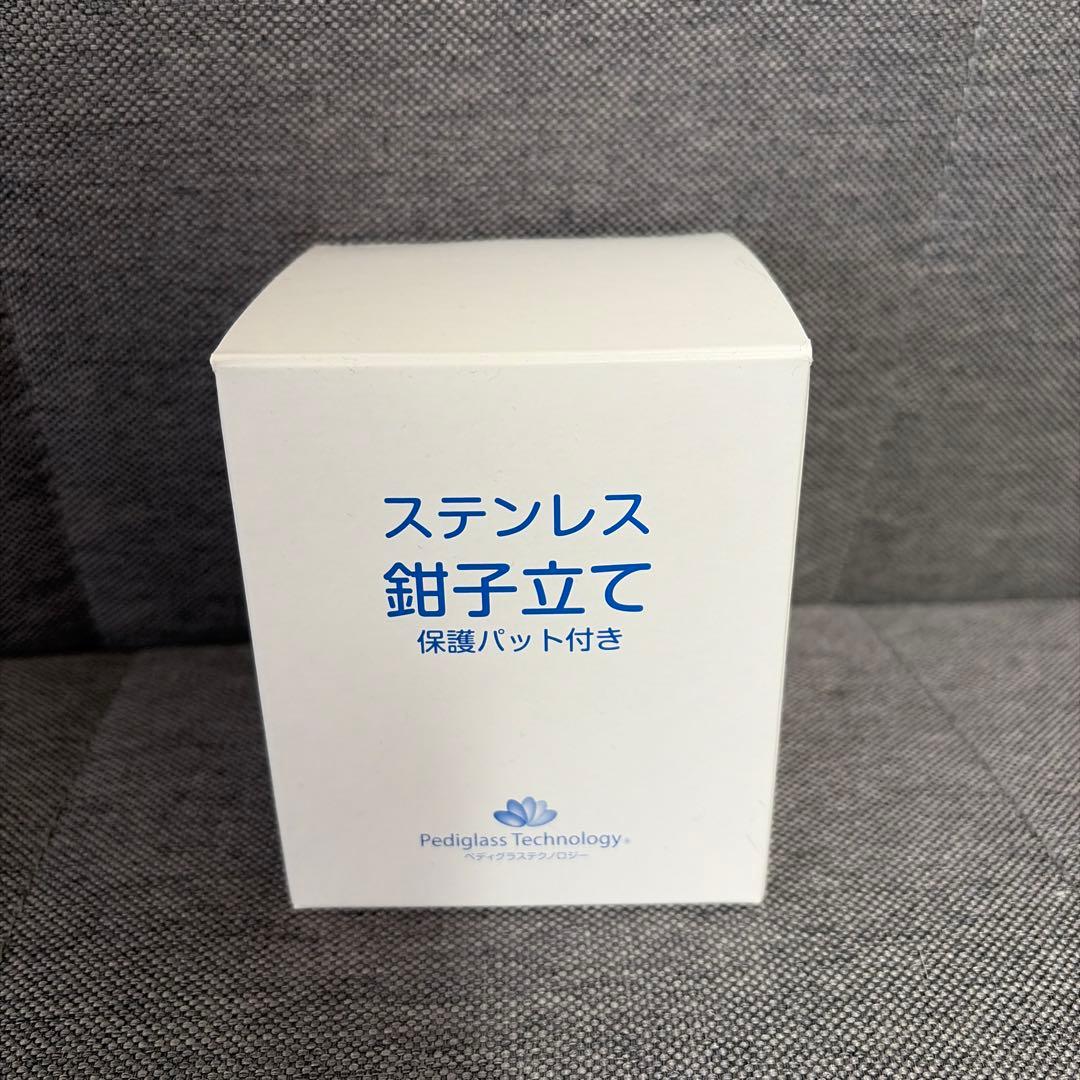 ステンレス
鉗子立て
保護パット付き
Pediglass Technology®
ペディグラステクノロジー